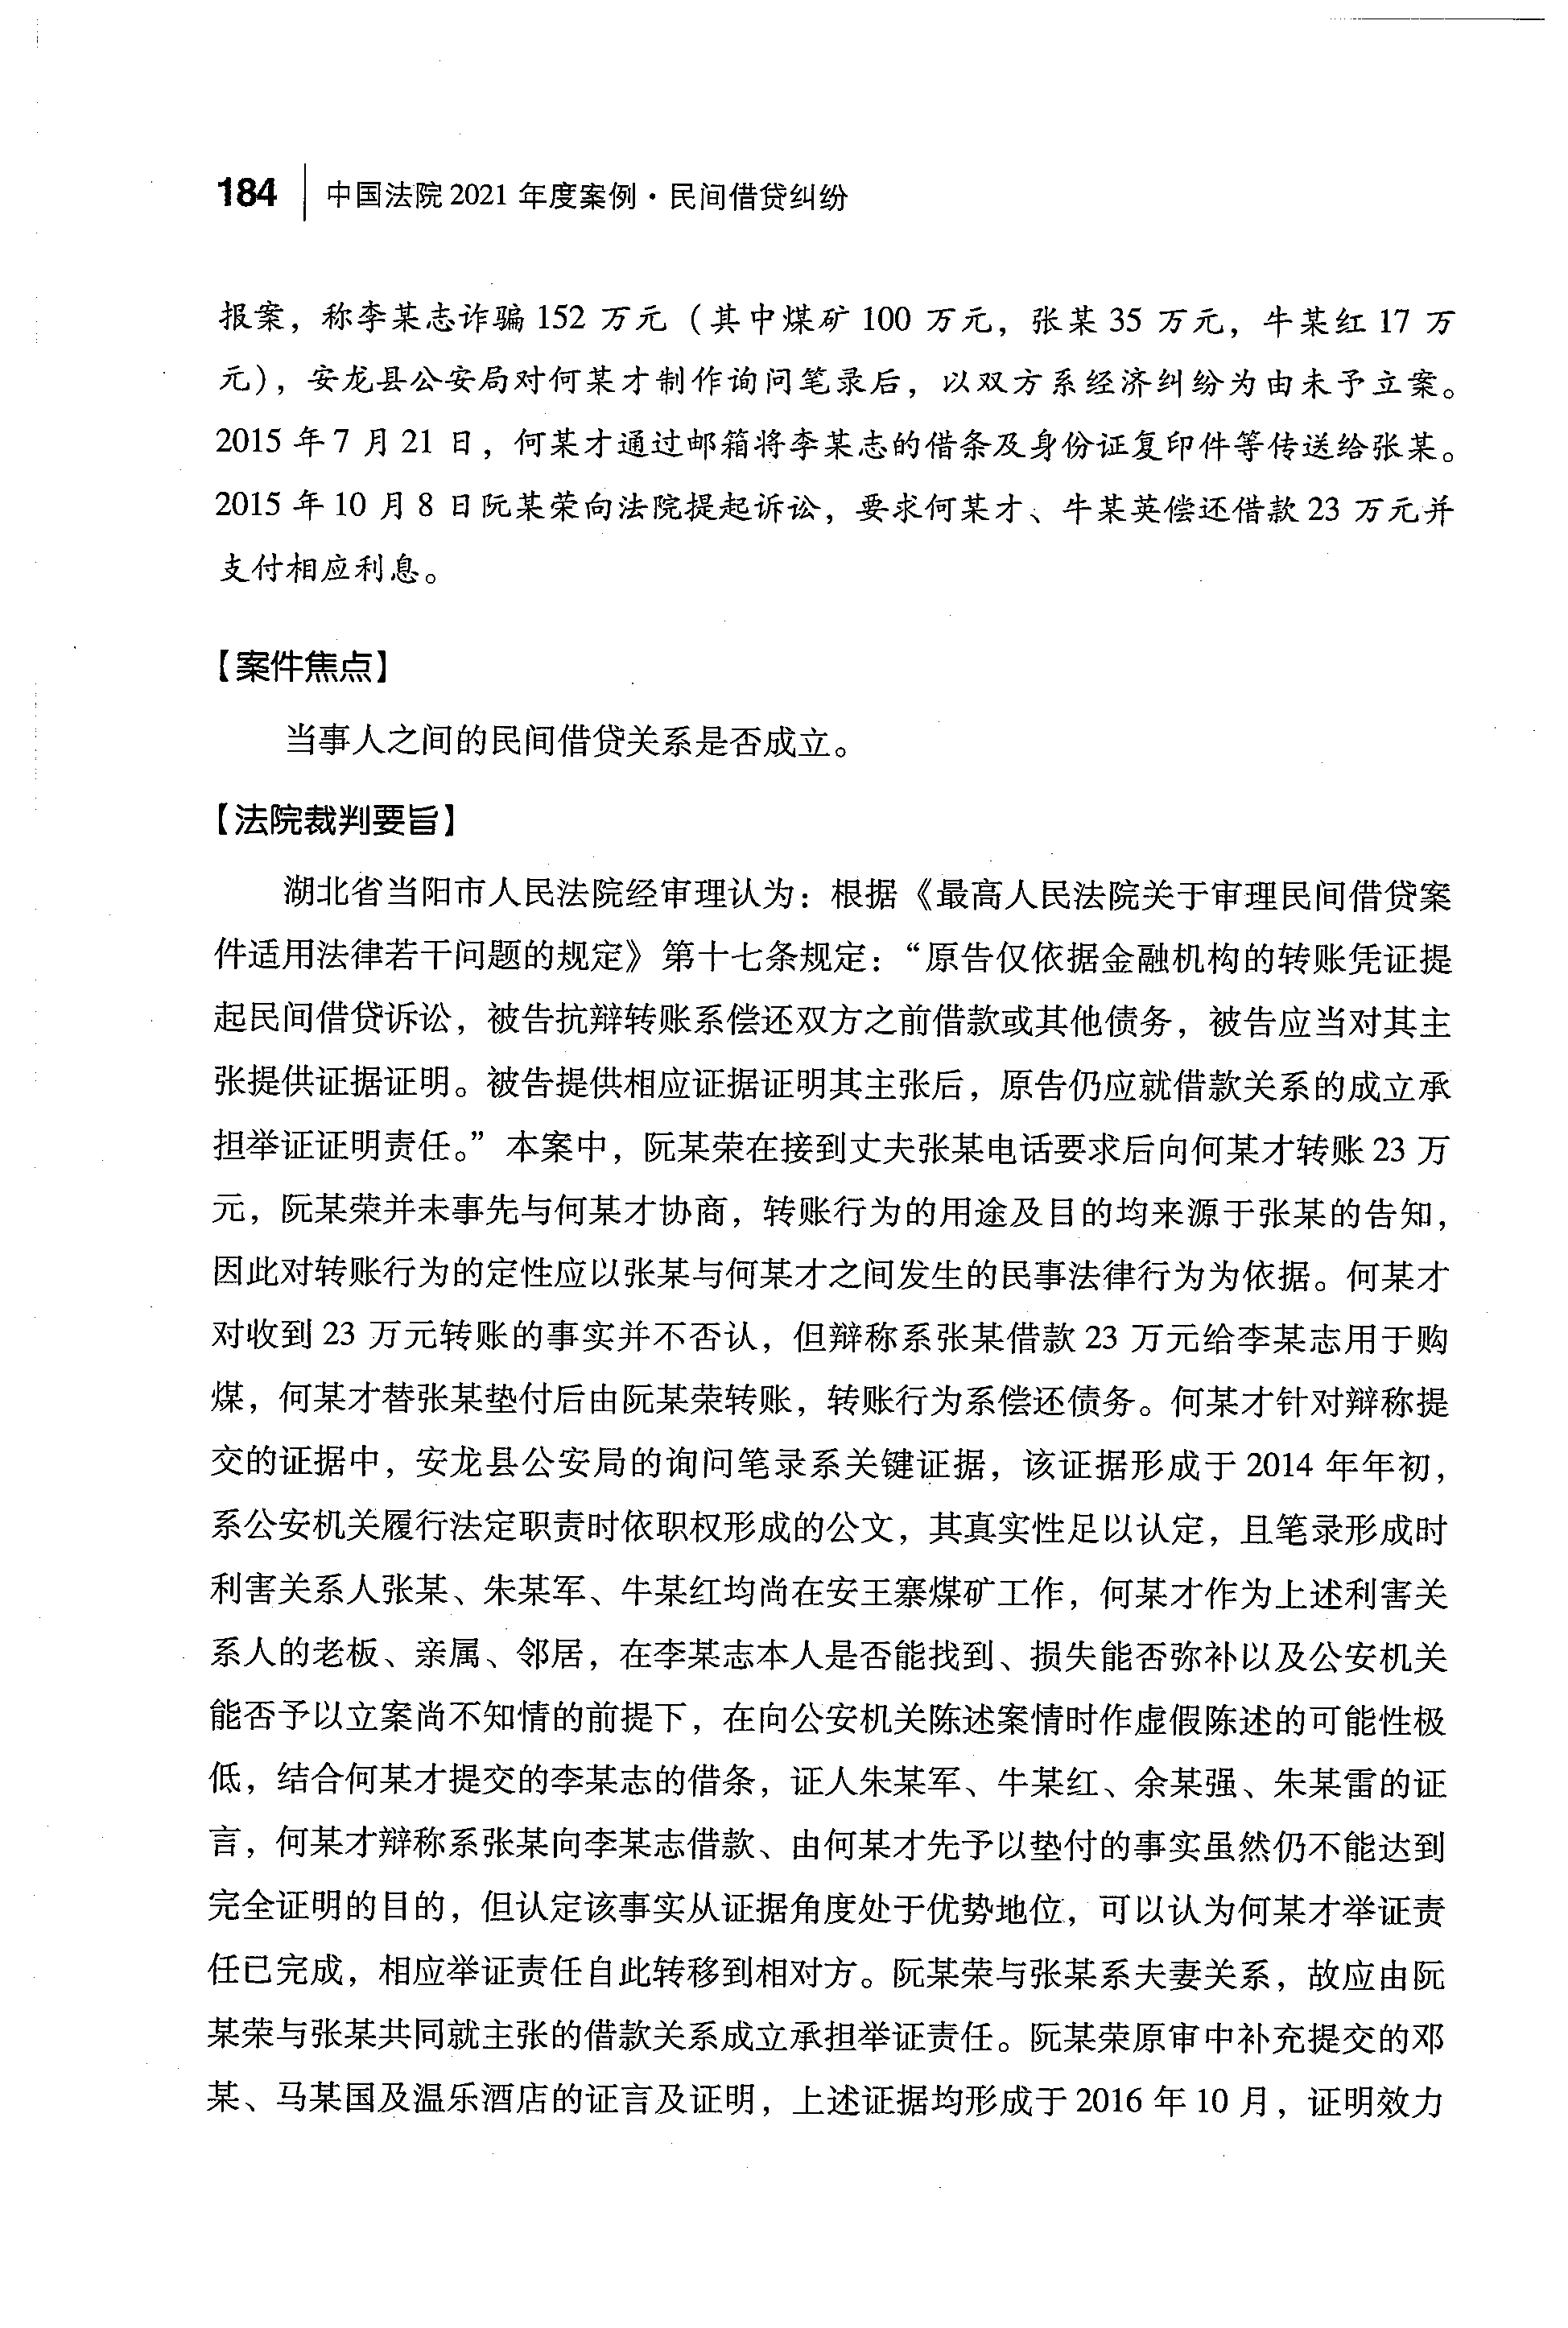 184 中国法院2021年度案例·民间借贷纠纷
报案，称李某志诈骗152万元（其中煤矿100万元，张某35万元，牛某红17万
元），安龙县公安局对何某才制作询问笔录后，以双方系经济纠纷为由未予立案。
2015年7月21日，何某才通过邮箱将李某志的借条及身份证复印件等传送给张某。
2015年10月8日阮某荣向法院提起诉讼，要求何某才、牛某英偿还借款23万元并
支付相应利息。
【案件焦点】
当事人之间的民间借贷关系是否成立。
【法院裁判要旨】
湖北省当阳市人民法院经审理认为：根据《最高人民法院关于审理民间借贷案
件适用法律若干问题的规定》第十七条规定：“原告仅依据金融机构的转账凭证提
起民间借贷诉讼，被告抗辩转账系偿还双方之前借款或其他债务，被告应当对其主
张提供证据证明。被告提供相应证据证明其主张后，原告仍应就借款关系的成立承
担举证证明责任。”本案中，阮某荣在接到丈夫张某电话要求后向何某才转账23万
元，阮某荣并未事先与何某才协商，转账行为的用途及目的均来源于张某的告知，
因此对转账行为的定性应以张某与何某才之间发生的民事法律行为为依据。何某才
对收到23万元转账的事实并不否认，但辩称系张某借款23万元给李某志用于购
煤，何某才替张某垫付后由阮某荣转账，转账行为系偿还债务。何某才针对辩称提
交的证据中，安龙县公安局的询问笔录系关键证据，该证据形成于2014年年初，
系公安机关履行法定职责时依职权形成的公文，其真实性足以认定，且笔录形成时
利害关系人张某、朱某军、牛某红均尚在安王寨煤矿工作，何某才作为上述利害关
系人的老板、亲属、邻居，在李某志本人是否能找到、损失能否弥补以及公安机关
能否予以立案尚不知情的前提下，在向公安机关陈述案情时作虚假陈述的可能性极
低，结合何某才提交的李某志的借条，证人朱某军、牛某红、余某强、朱某雷的证
言，何某才辩称系张某向李某志借款、由何某才先予以垫付的事实虽然仍不能达到
完全证明的目的，但认定该事实从证据角度处于优势地位，可以认为何某才举证责
任已完成，相应举证责任自此转移到相对方。阮某荣与张某系夫妻关系，故应由阮
某荣与张某共同就主张的借款关系成立承担举证责任。阮某荣原审中补充提交的邓
某、马某国及温乐酒店的证言及证明，上述证据均形成于2016年10月，证明效力